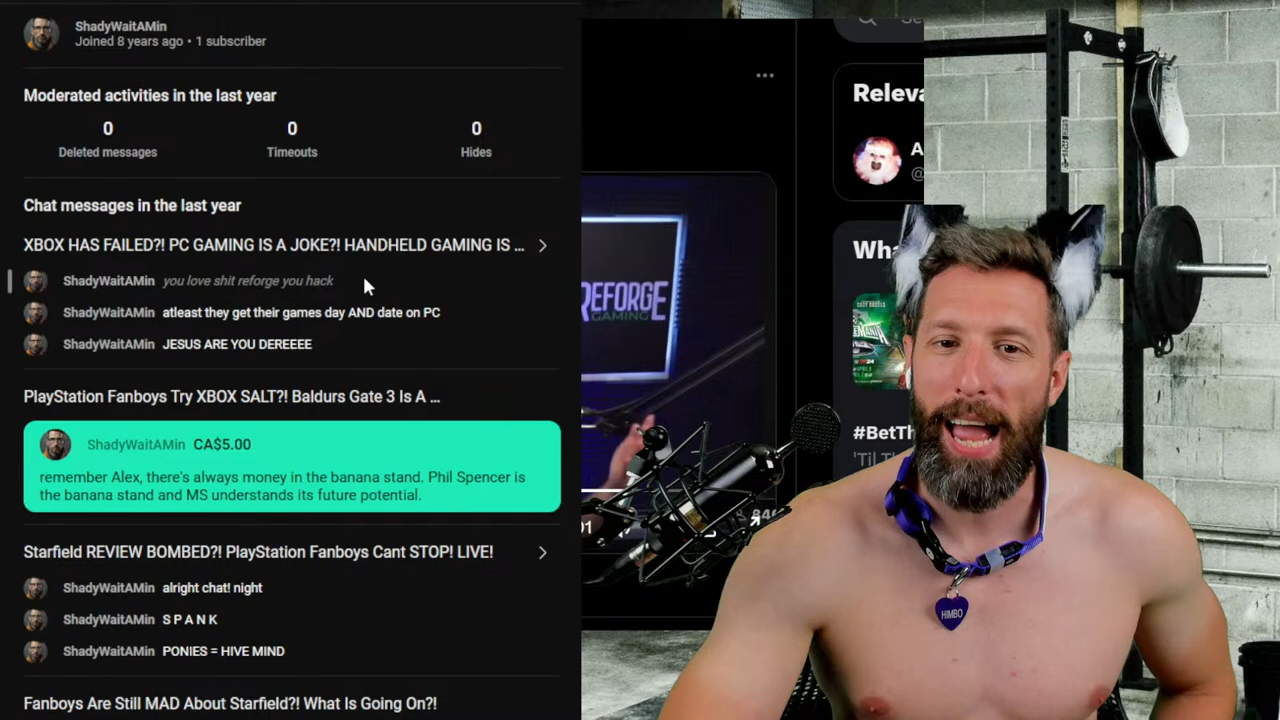 ShadyWaitAMin
Joined 8 years ago • 1 subscriber
Moderated activities in the last year
0
Deleted messages
0
Timeouts
0
Hides
Chat messages in the last year
XBOX HAS FAILED?! PC GAMING IS A JOKE?! HANDHELD GAMING IS ...
ShadyWaitAMin you love shit reforge you hack
ShadyWaitAMin atleast they get their games day AND date on PC
ShadyWaitAMin JESUS ARE YOU DEREEEE
PlayStation Fanboys Try XBOX SALT?! Baldurs Gate 3 Is A ...
ShadyWaitAMin CA$5.00
remember Alex, there's always money in the banana stand. Phil Spencer is
the banana stand and MS understands its future potential.
Starfield REVIEW BOMBED?! PlayStation Fanboys Cant STOP! LIVE!
ShadyWaitAMin alright chat! night
ShadyWaitAMin S P A N K
ShadyWaitAMin PONIES = HIVE MIND
Fanboys Are Still MAD About Starfield?! What Is Going On?!
REFORGE
GAMING
Releva
A
@
Wha
#BetTh
'Til Th
HIMBO